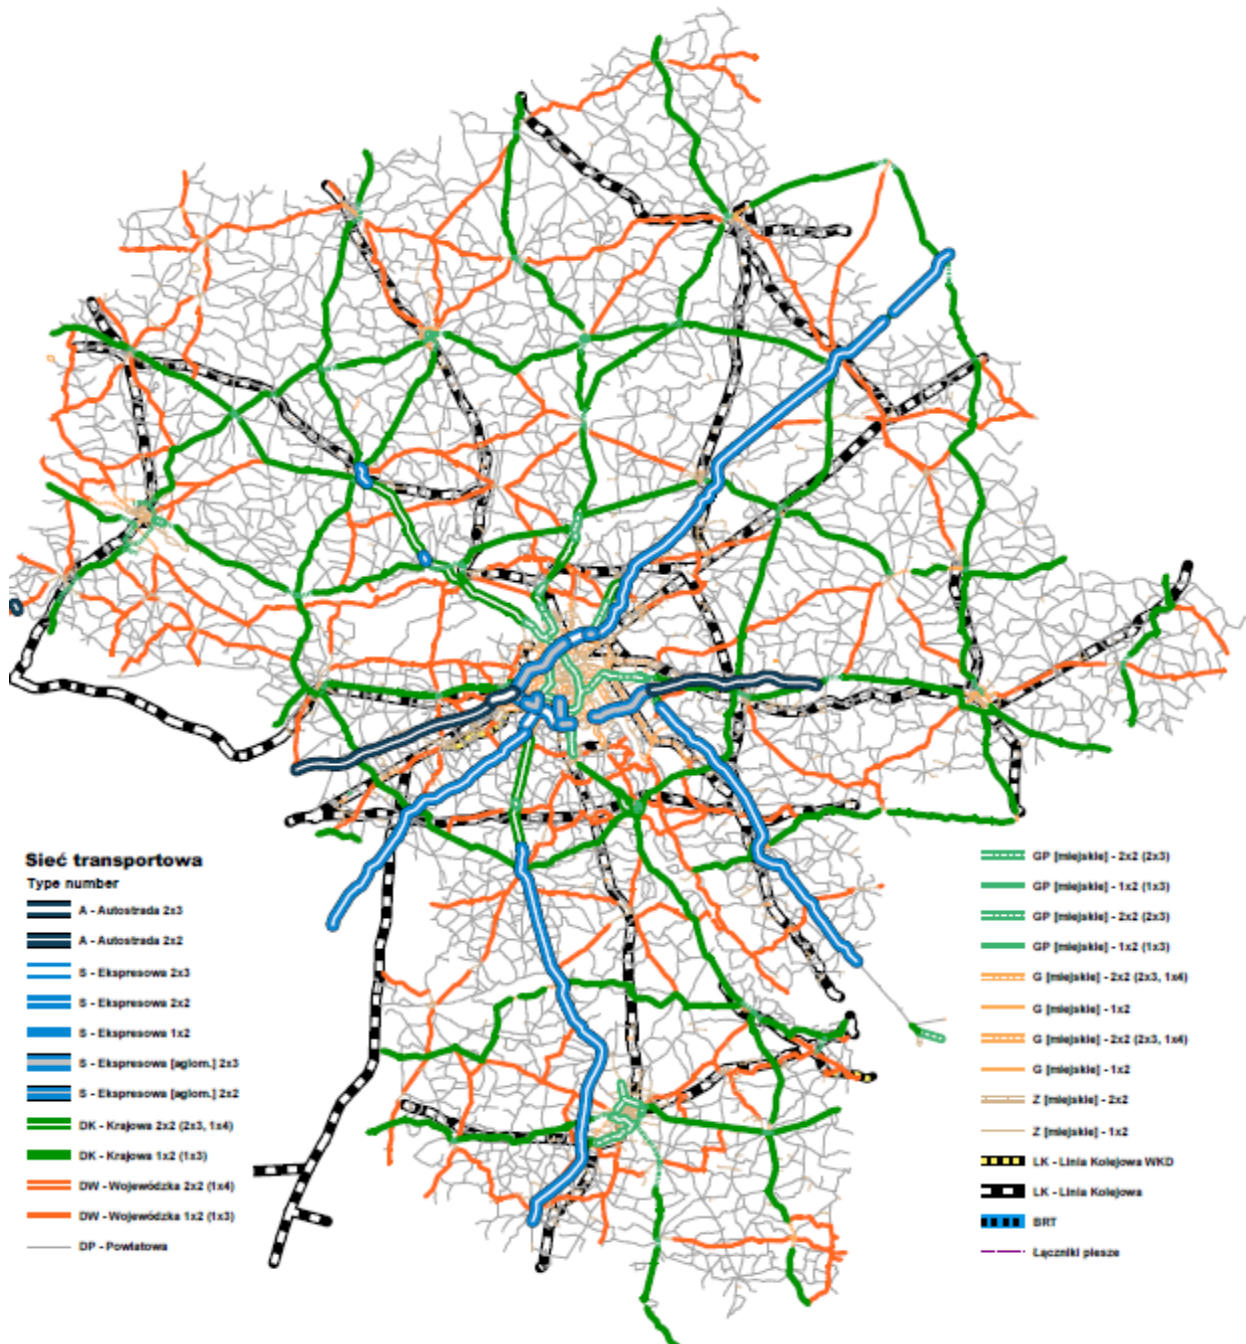 Sieć transportowa
Type number
A - Autostrada 2x3
A - Autostrada 2x2
S - Ekspresowa 2x3
S - Ekspresowa 2x2
S - Ekspresowa 1x2
S - Ekspresowa [aglom.] 2x3
S - Ekspresowa [aglom.] 2x2
DK - Krajowa 2x2 (2x3, 1x4)
DK - Krajowa 1x2 (1x3)
DW - Wojewódzka 2x2 (1x4)
DW - Wojewódzka 1x2 (1x3)
DP - Powiatowa
GP [miejskie] - 2x2 (2x3)
GP [miejskie] - 1x2 (1x3)
GP [miejskie] - 2x2 (2x3)
GP [miejskie] - 1x2 (1x3)
G [miejskie] - 2x2 (2x3, 1x4)
G [miejskie] - 1x2
G [miejskie] - 2x2 (2x3, 1x4)
G [miejskie] - 1x2
Z [miejskie] - 2x2
Z [miejskie] - 1x2
LK - Linia Kolejowa WKD
LK - Linia Kolejowa
BRT
Łączniki piesze